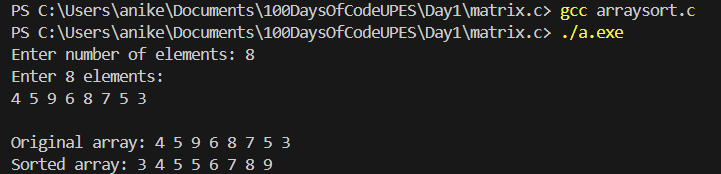 PS C:\Users\anike\Documents\100DaysOfCodeUPES\Day1\matrix.c> gcc arraysort.c
PS C:\Users\anike\Documents\100DaysOfCodeUPES\Day1\matrix.c> ./a.exe
Enter number of elements: 8
Enter 8 elements:
4 5 9 6 8 7 5 3
Original array: 4 5 9 6 8 7 5 3
Sorted array: 3 4 5 5 6 7 8 9